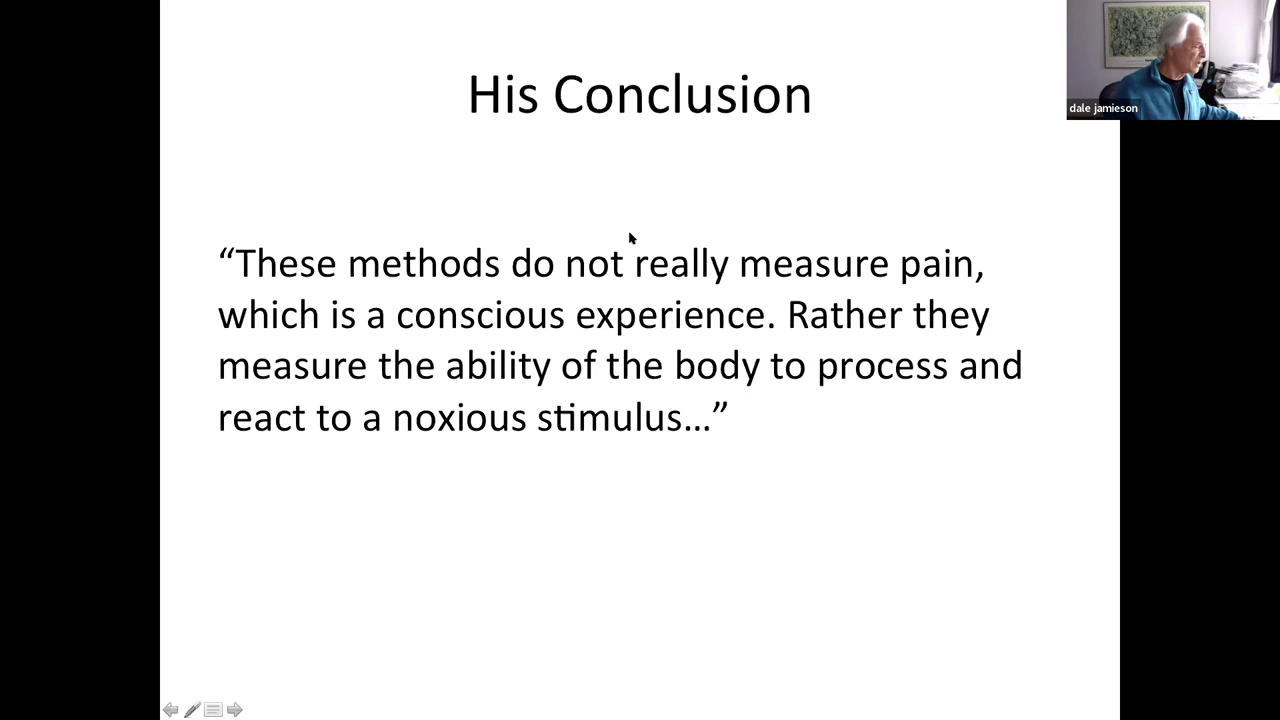 His Conclusion
dale jamieson
“These methods do not really measure pain,
which is a conscious experience. Rather they
measure the ability of the body to process and
react to a noxious stimulus…”